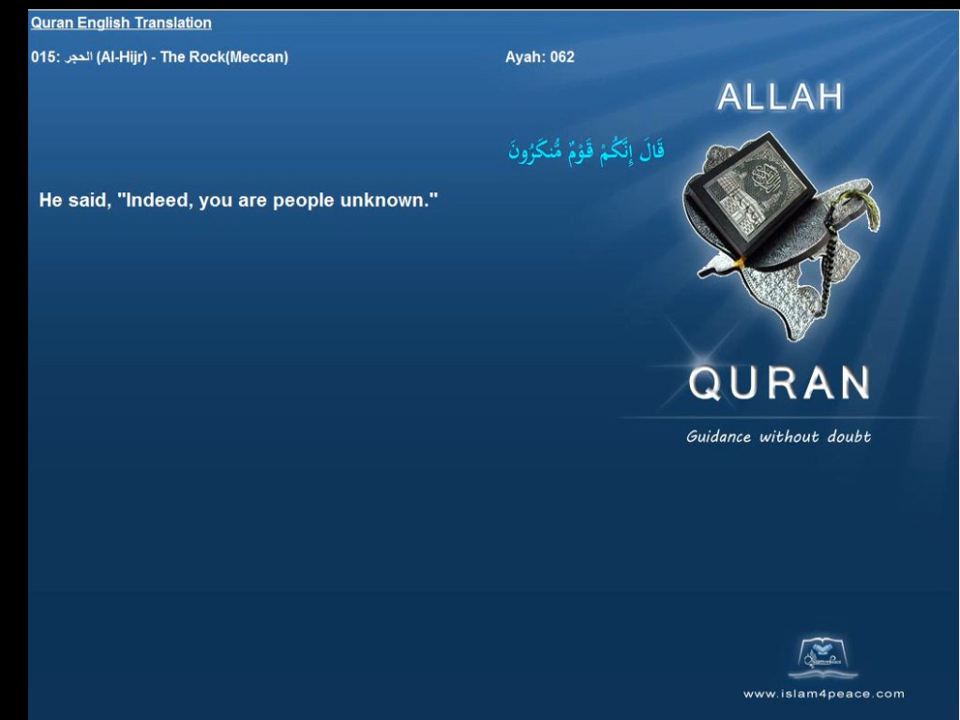 Quran English Translation
015: الحجر (Al-Hijr) - The Rock(Meccan) Ayah: 062
ALLAH
قَالَ إِنَّكُمْ قَوْمٌ مُّنكَرُونَ
He said, "Indeed, you are people unknown."
QURAN
Guidance without doubt
www.islam4peace.com